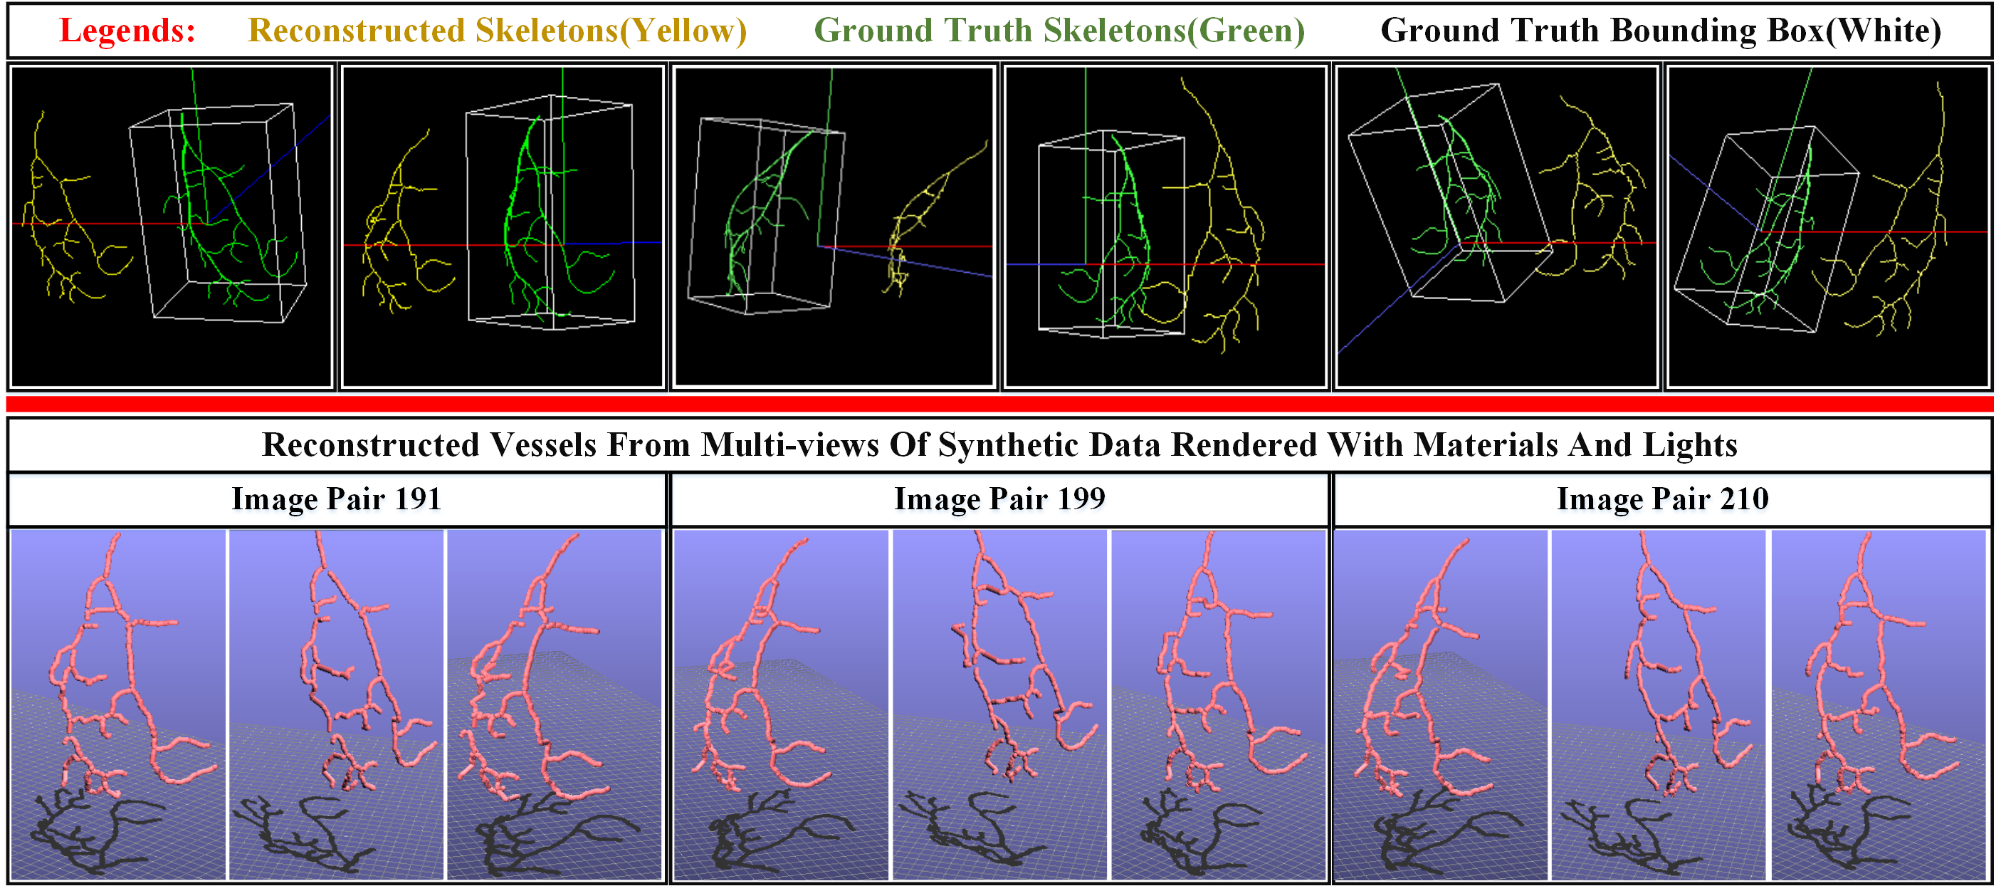 Legends: Reconstructed Skeletons(Yellow) Ground Truth Skeletons(Green) Ground Truth Bounding Box(White)
Reconstructed Vessels From Multi-views Of Synthetic Data Rendered With Materials And Lights
Image Pair 191 Image Pair 199 Image Pair 210